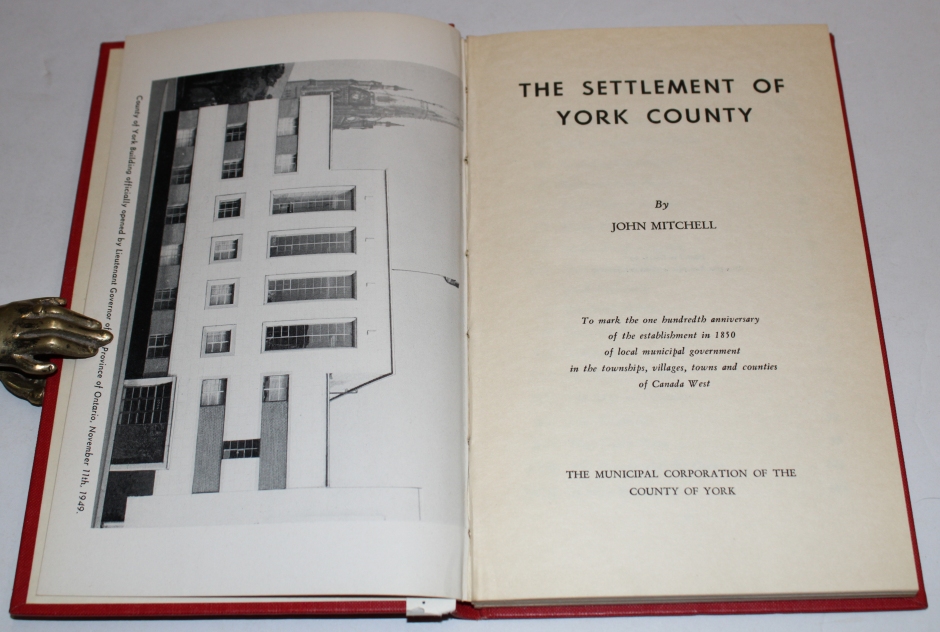 County of York Building officially opened by Lieutenant Governor of Province of Ontario, November 11th, 1949.
THE SETTLEMENT OF
YORK COUNTY
By
JOHN MITCHELL
To mark the one hundredth anniversary
of the establishment in 1850
of local municipal government
in the townships, villages, towns and counties
of Canada West
THE MUNICIPAL CORPORATION OF THE
COUNTY OF YORK